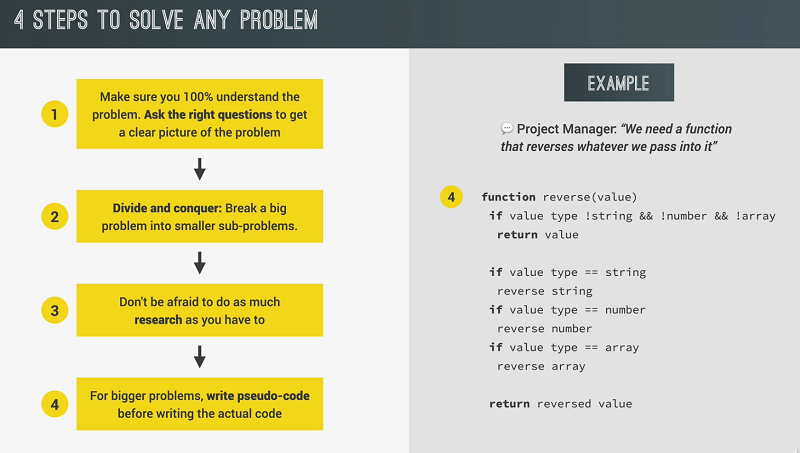 4 STEPS TO SOLVE ANY PROBLEM
1
Make sure you 100% understand the
problem. Ask the right questions to get
a clear picture of the problem
2
Divide and conquer: Break a big
problem into smaller sub-problems.
3
Don't be afraid to do as much
research as you have to
4
For bigger problems, write pseudo-code
before writing the actual code
EXAMPLE
Project Manager: “We need a function
that reverses whatever we pass into it”
4
function reverse(value)
if value type !string && !number && !array
return value
if value type == string
reverse string
if value type == number
reverse number
if value type == array
reverse array
return reversed value